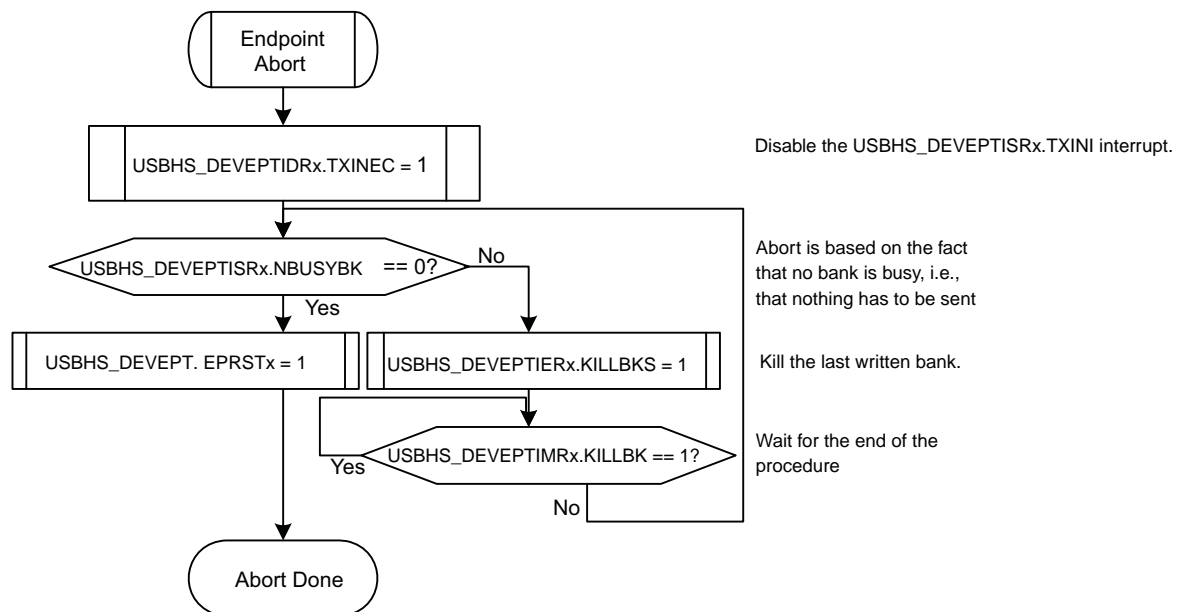 Endpoint
Abort
USBHS_DEVEPTIDRx.TXINEC = 1
Disable the USBHS_DEVEPTISRx.TXINI interrupt.
USBHS_DEVEPTISRx.NBUSYBK == 0?
No
Yes
Abort is based on the fact
that no bank is busy, i.e.,
that nothing has to be sent
USBHS_DEVEPT. EPRSTx = 1
USBHS_DEVEPTIERx.KILLBKS = 1
Kill the last written bank.
USBHS_DEVEPTIMRx.KILLBK == 1?
Yes
No
Wait for the end of the
procedure
Abort Done